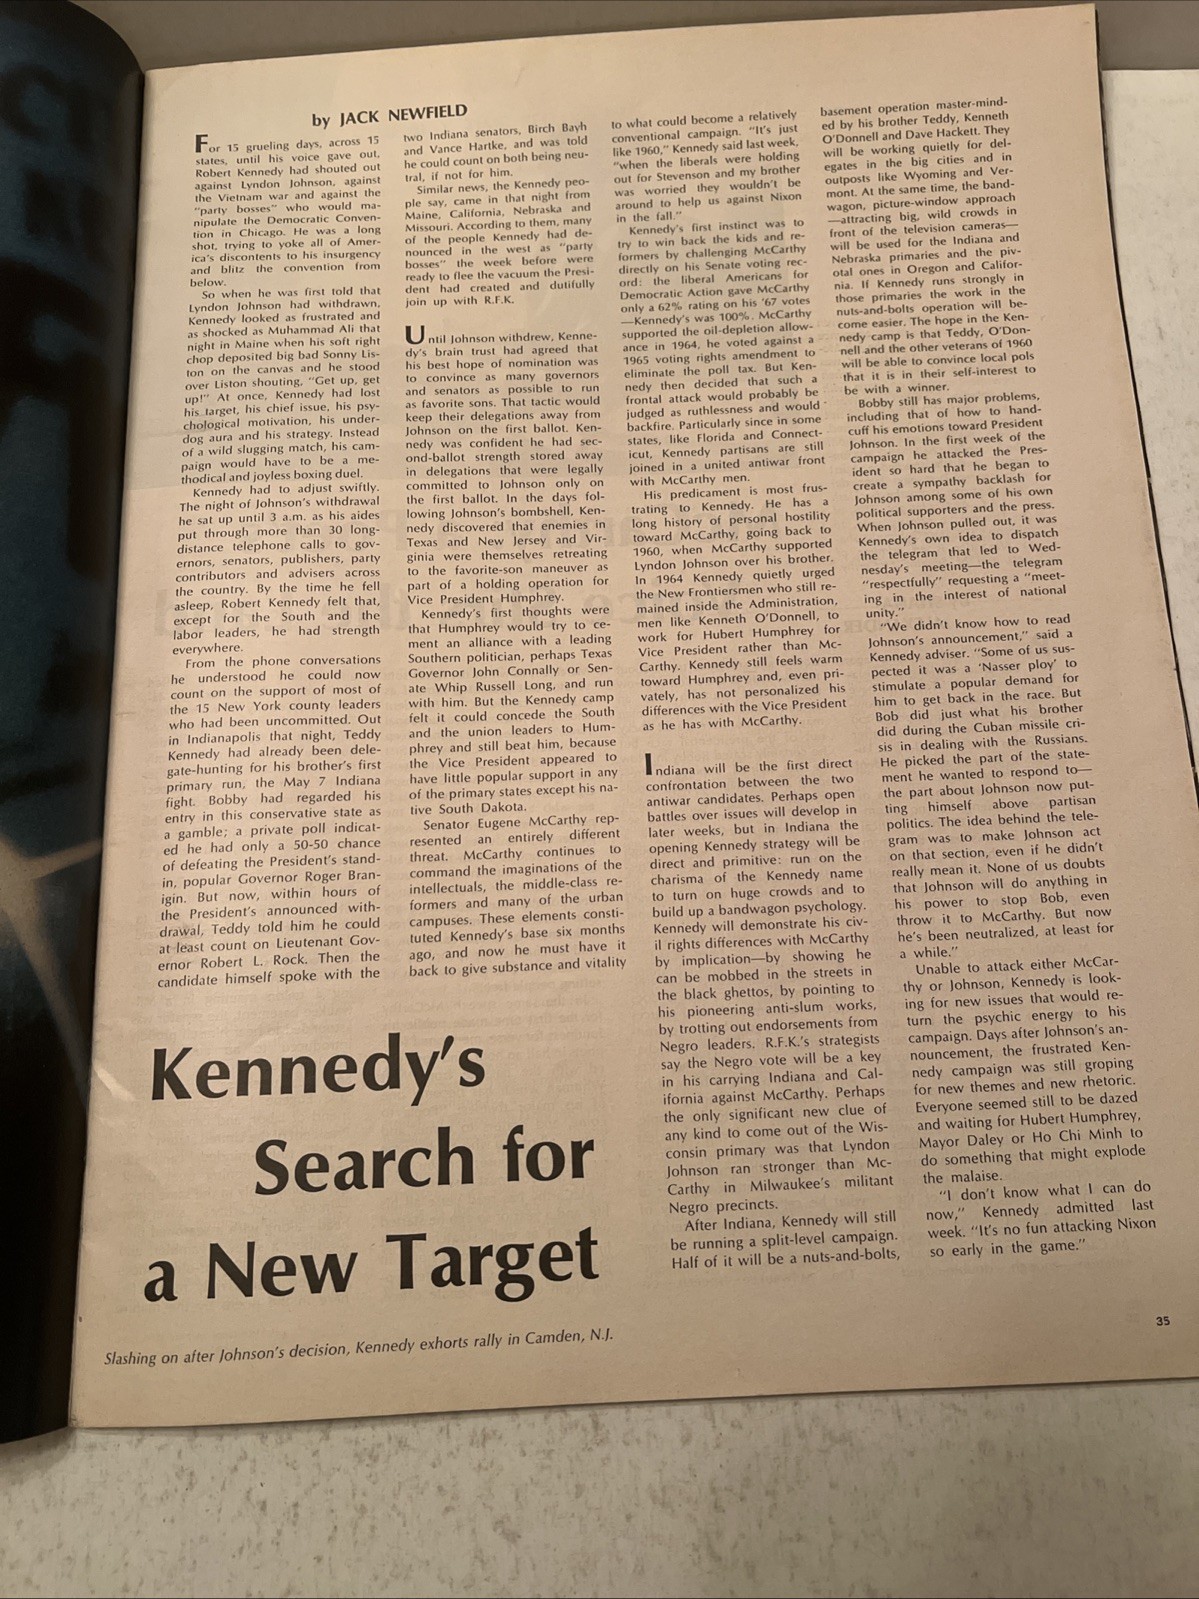 by JACK NEWFIELD
For 15 grueling days, across 15
states, until his voice gave out,
Robert Kennedy had shouted out
against Lyndon Johnson, against
the Vietnam war and against the
"party bosses" who would ma-
nipulate the Democratic Conven-
tion in Chicago. He was a long
shot, trying to yoke all of Amer-
ica's discontents to his insurgency
and blitz the convention from
below.
So when he was first told that
Lyndon Johnson had withdrawn,
Kennedy looked as frustrated and
as shocked as Muhammad Ali that
night in Maine when his soft right
chop deposited big bad Sonny Lis-
ton on the canvas and he stood
over Liston shouting, "Get up, get
up!" At once, Kennedy had lost
his target, his chief issue, his psy-
chological motivation, his under-
dog aura and his strategy. Instead
of a wild slugging match, his cam-
paign would have to be a me-
thodical and joyless boxing duel.
Kennedy had to adjust swiftly.
The night of Johnson's withdrawal
he sat up until 3 a.m. as his aides
put through more than 30 long-
distance telephone calls to gov-
ernors, senators, publishers, party
contributors and advisers across
the country. By the time he fell
asleep, Robert Kennedy felt that,
except for the South and the
labor leaders, he had strength
everywhere.
From the phone conversations
he understood he could now
count on the support of most of
the 15 New York county leaders
who had been uncommitted. Out
in Indianapolis that night, Teddy
Kennedy had already been dele-
gate-hunting for his brother's first
primary run, the May 7 Indiana
fight. Bobby had regarded his
entry in this conservative state as
a gamble; a private poll indicat-
ed he had only a 50-50 chance
of defeating the President's stand-
in, popular Governor Roger Bran-
igin. But now, within hours of
the President's announced with-
drawal, Teddy told him he could
at least count on Lieutenant Gov-
ernor Robert L. Rock. Then the
candidate himself spoke with the
two Indiana senators, Birch Bayh
and Vance Hartke, and was told
he could count on both being neu-
tral, if not for him.
Similar news, the Kennedy peo-
ple say, came in that night from
Maine, California, Nebraska and
Missouri. According to them, many
of the people Kennedy had de-
nounced in the west as "party
bosses" the week before were
ready to flee the vacuum the Presi-
dent had created and dutifully
join up with R.F.K.
Until Johnson withdrew, Kenne-
dy's brain trust had agreed that
his best hope of nomination was
to convince as many governors
and senators as possible to run
as favorite sons. That tactic would
keep their delegations away from
Johnson on the first ballot. Ken-
nedy was confident he had sec-
ond-ballot strength stored away
in delegations that were legally
committed to Johnson only on
the first ballot. In the days fol-
lowing Johnson's bombshell, Ken-
nedy discovered that enemies in
Texas and New Jersey and Vir-
ginia were themselves retreating
to the favorite-son maneuver as
part of a holding operation for
Vice President Humphrey.
Kennedy's first thoughts were
that Humphrey would try to ce-
ment an alliance with a leading
Southern politician, perhaps Texas
Governor John Connally or Sen-
ate Whip Russell Long, and run
with him. But the Kennedy camp
felt it could concede the South
and the union leaders to Hum-
phrey and still beat him, because
the Vice President appeared to
have little popular support in any
of the primary states except his na-
tive South Dakota.
Senator Eugene McCarthy rep-
resented an entirely different
threat. McCarthy continues to
command the imaginations of the
intellectuals, the middle-class re-
formers and many of the urban
campuses. These elements consti-
tuted Kennedy's base six months
ago, and now he must have it
back to give substance and vitality
to what could become a relatively
conventional campaign. "It's just
like 1960," Kennedy said last week,
"when the liberals were holding
out for Stevenson and my brother
was worried they wouldn't be
around to help us against Nixon
in the fall."
Kennedy's first instinct was to
try to win back the kids and re-
formers by challenging McCarthy
directly on his Senate voting rec-
ord: the liberal Americans for
Democratic Action gave McCarthy
only a 62% rating on his '67 votes
—Kennedy's was 100%. McCarthy
supported the oil-depletion allow-
ance in 1964, he voted against a
1965 voting rights amendment to
eliminate the poll tax. But Ken-
nedy then decided that such a
frontal attack would probably be
judged as ruthlessness and would
backfire. Particularly since in some
states, like Florida and Connect-
icut, Kennedy partisans are still
joined in a united antiwar front
with McCarthy men.
His predicament is most frus-
trating to Kennedy. He has a
long history of personal hostility
toward McCarthy, going back to
1960, when McCarthy supported
Lyndon Johnson over his brother.
In 1964 Kennedy quietly urged
the New Frontiersmen who still re-
mained inside the Administration,
men like Kenneth O'Donnell, to
work for Hubert Humphrey for
Vice President rather than Mc-
Carthy. Kennedy still feels warm
toward Humphrey and, even pri-
vately, has not personalized his
differences with the Vice President
as he has with McCarthy.
Indiana will be the first direct
confrontation between the two
antiwar candidates. Perhaps open
battles over issues will develop in
later weeks, but in Indiana the
opening Kennedy strategy will be
direct and primitive: run on the
charisma of the Kennedy name
to turn on huge crowds and to
build up a bandwagon psychology.
Kennedy will demonstrate his civ-
il rights differences with McCarthy
by implication—by showing he
can be mobbed in the streets in
the black ghettos, by pointing to
his pioneering anti-slum works,
by trotting out endorsements from
Negro leaders. R.F.K.'s strategists
say the Negro vote will be a key
in his carrying Indiana and Cal-
ifornia against McCarthy. Perhaps
the only significant new clue of
any kind to come out of the Wis-
consin primary was that Lyndon
Johnson ran stronger than Mc-
Carthy in Milwaukee's militant
Negro precincts.
After Indiana, Kennedy will still
be running a split-level campaign.
Half of it will be a nuts-and-bolts,
basement operation master-mind-
ed by his brother Teddy, Kenneth
O'Donnell and Dave Hackett. They
will be working quietly for del-
egates in the big cities and in
outposts like Wyoming and Ver-
mont. At the same time, the band-
wagon, picture-window approach
—attracting big, wild crowds in
front of the television cameras—
will be used for the Indiana and
Nebraska primaries and the piv-
otal ones in Oregon and Califor-
nia. If Kennedy runs strongly in
those primaries the work in the
nuts-and-bolts operation will be-
come easier. The hope in the Ken-
nedy camp is that Teddy, O'Don-
nell and the other veterans of 1960
will be able to convince local pols
that it is in their self-interest to
be with a winner.
Bobby still has major problems,
including that of how to hand-
cuff his emotions toward President
Johnson. In the first week of the
campaign he attacked the Pres-
ident so hard that he began to
create a sympathy backlash for
Johnson among some of his own
political supporters and the press.
When Johnson pulled out, it was
Kennedy's own idea to dispatch
the telegram that led to Wed-
nesday's meeting—the telegram
"respectfully" requesting a "meet-
ing in the interest of national
unity."
"We didn't know how to read
Johnson's announcement," said a
Kennedy adviser. "Some of us sus-
pected it was a 'Nasser ploy' to
stimulate a popular demand for
him to get back in the race. But
Bob did just what his brother
did during the Cuban missile cri-
sis in dealing with the Russians.
He picked the part of the state-
ment he wanted to respond to—
the part about Johnson now put-
ting himself above partisan
politics. The idea behind the tele-
gram was to make Johnson act
on that section, even if he didn't
really mean it. None of us doubts
that Johnson will do anything in
his power to stop Bob, even
throw it to McCarthy. But now
he's been neutralized, at least for
a while."
Unable to attack either McCar-
thy or Johnson, Kennedy is look-
ing for new issues that would re-
turn the psychic energy to his
campaign. Days after Johnson's an-
nouncement, the frustrated Ken-
nedy campaign was still groping
for new themes and new rhetoric.
Everyone seemed still to be dazed
and waiting for Hubert Humphrey,
Mayor Daley or Ho Chi Minh to
do something that might explode
the malaise.
"I don't know what I can do
now," Kennedy admitted last
week. "It's no fun attacking Nixon
so early in the game."
Kennedy's
Search for
a New Target
Slashing on after Johnson's decision, Kennedy exhorts rally in Camden, N.J.
35